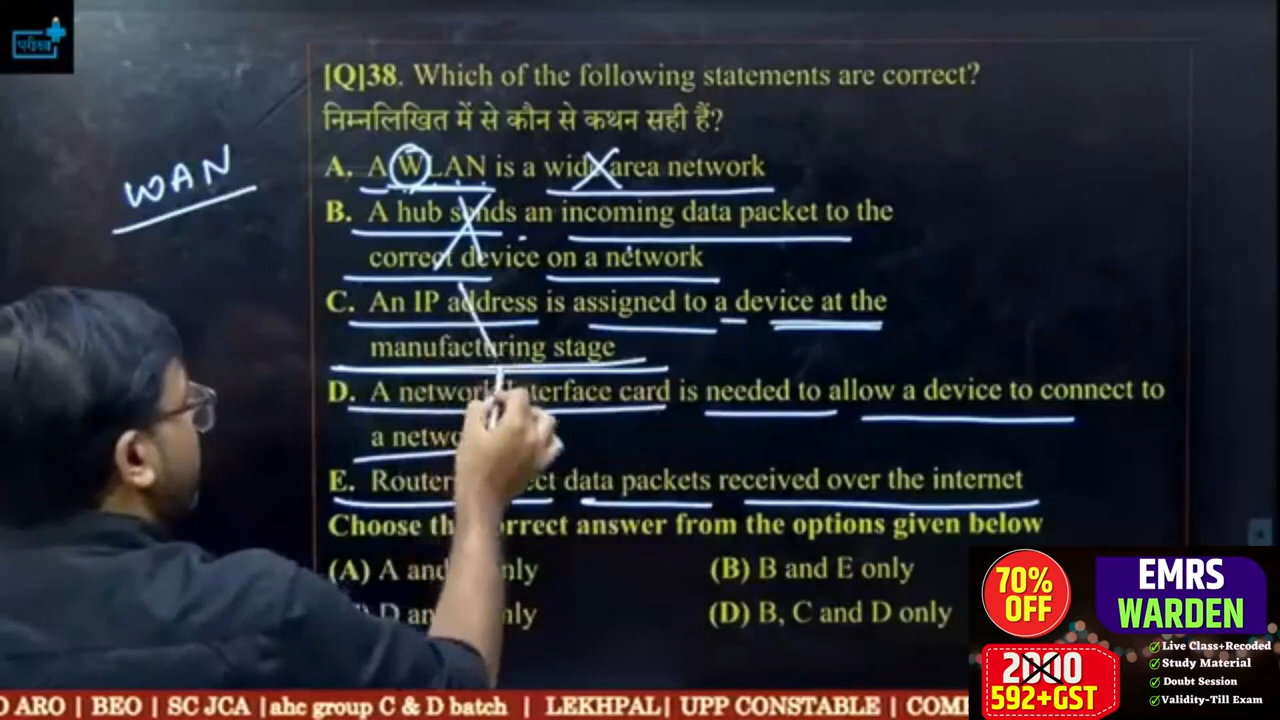 परीक्षा
[Q]38. Which of the following statements are correct?
निम्नलिखित में से कौन से कथन सही हैं?
WAN
A. A WLAN is a wide area network
B. A hub sends an incoming data packet to the
correct device on a network
C. An IP address is assigned to a device at the
manufacturing stage
D. A network interface card is needed to allow a device to connect to
a netwo
E. Router ct data packets received over the internet
Choose th orrect answer from the options given below
(A) A and nly
(B) B and E only
D an nly
(D) B, C and D only
70%
OFF
EMRS
WARDEN
2000
592+GST
Live Class+Recoded
Study Material
Doubt Session
Validity-Till Exam
O ARO | BEO | SC JCA | ahc group C & D batch | LEKHPAL| UPP CONSTABLE | COM